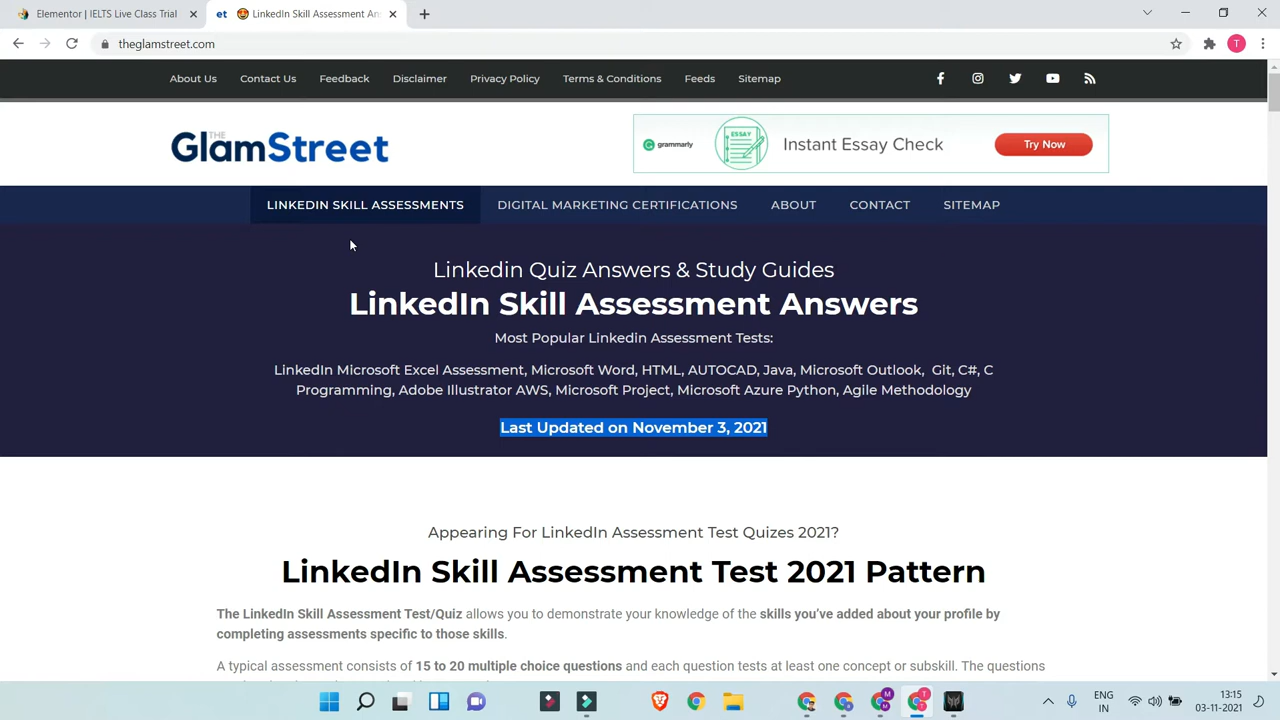 Elementor | IELTS Live Class Trial
et LinkedIn Skill Assessment An
theglamstreet.com
T
About Us Contact Us Feedback Disclaimer Privacy Policy Terms & Conditions Feeds Sitemap
THE
GlamStreet
grammarly ESSAY Instant Essay Check Try Now
LINKEDIN SKILL ASSESSMENTS DIGITAL MARKETING CERTIFICATIONS ABOUT CONTACT SITEMAP
Linkedin Quiz Answers & Study Guides
LinkedIn Skill Assessment Answers
Most Popular Linkedin Assessment Tests:
LinkedIn Microsoft Excel Assessment, Microsoft Word, HTML, AUTOCAD, Java, Microsoft Outlook, Git, C#, C
Programming, Adobe Illustrator AWS, Microsoft Project, Microsoft Azure Python, Agile Methodology
Last Updated on November 3, 2021
Appearing For LinkedIn Assessment Test Quizes 2021?
LinkedIn Skill Assessment Test 2021 Pattern
The LinkedIn Skill Assessment Test/Quiz allows you to demonstrate your knowledge of the skills you've added about your profile by
completing assessments specific to those skills.
A typical assessment consists of 15 to 20 multiple choice questions and each question tests at least one concept or subskill. The questions
ENG 13:15
IN 03-11-2021